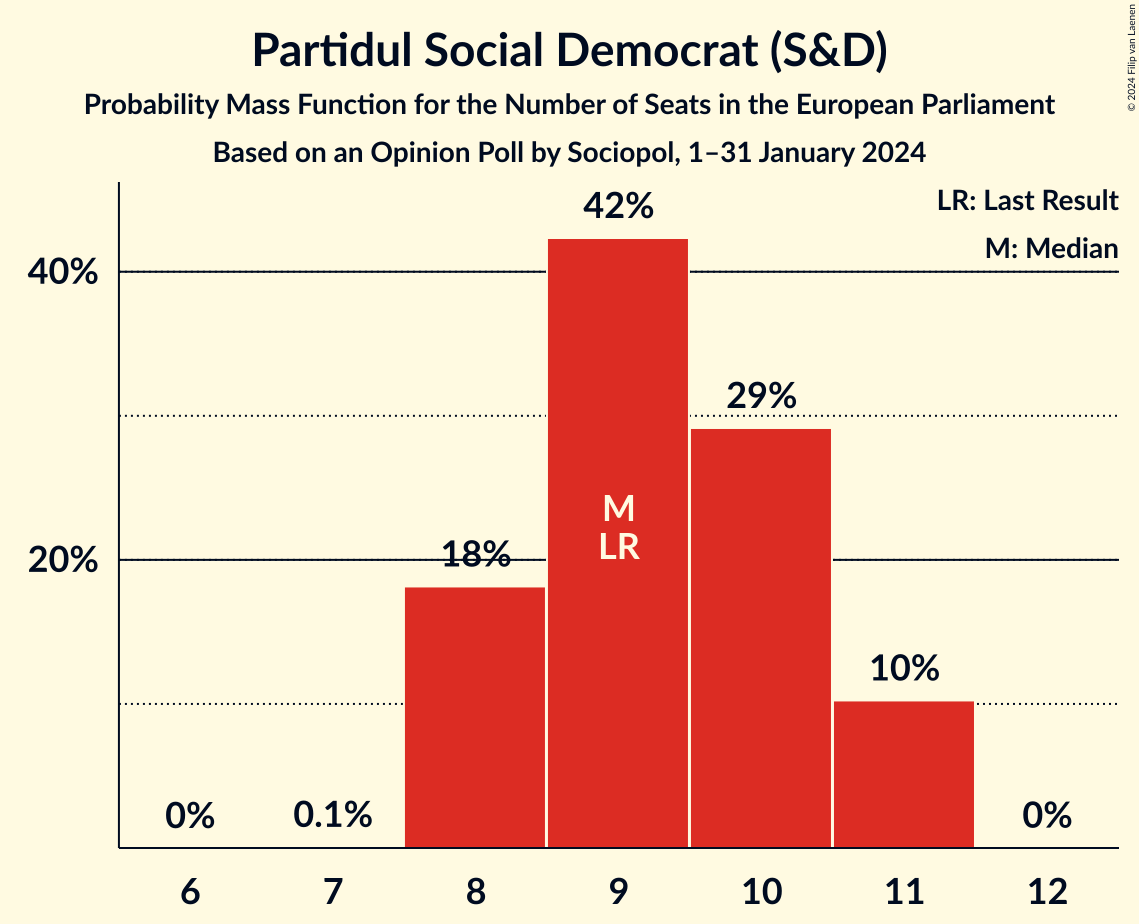 Partidul Social Democrat (S&D)
Probability Mass Function for the Number of Seats in the European Parliament
Based on an Opinion Poll by Sociopol, 1–31 January 2024
© 2024 Filip van Laenen
LR: Last Result
M: Median
42%
40%
29%
M
LR
20%
18%
10%
0%
0.1%
0%
6
7
8
9
10
11
12